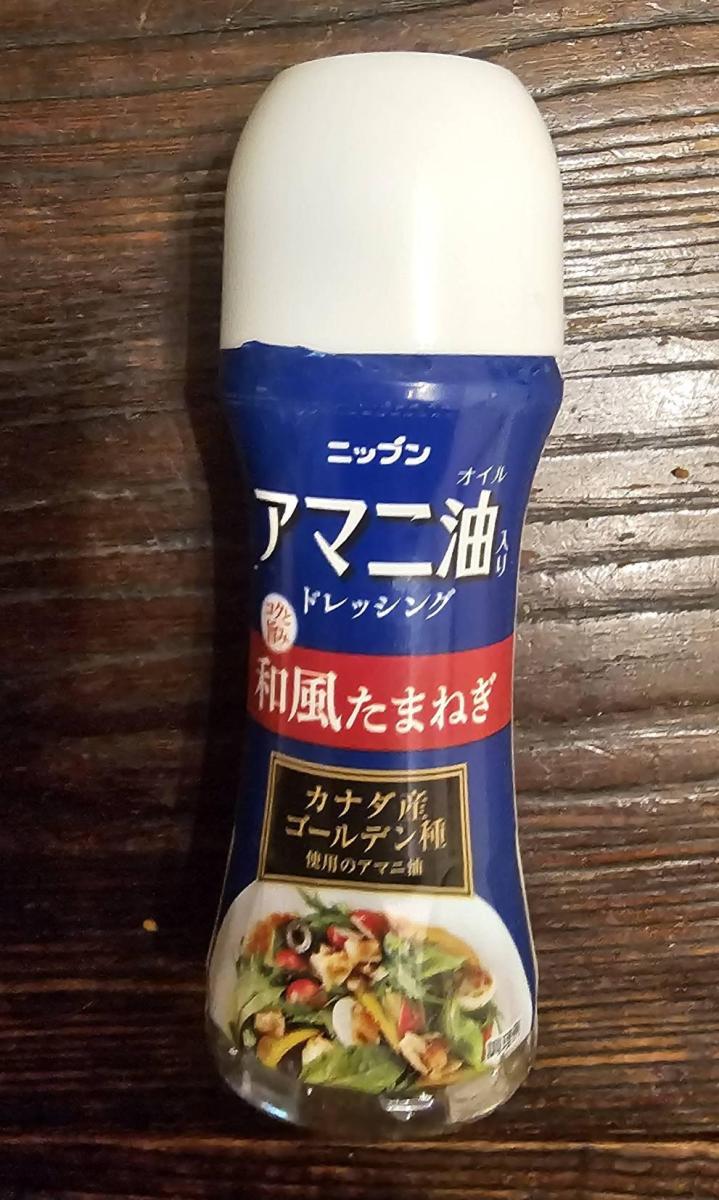 ニップン
オイル
アマニ油入り
ドレッシング
コクと
旨み
和風たまねぎ
カナダ産
ゴールデン種
使用のアマニ油
調理例